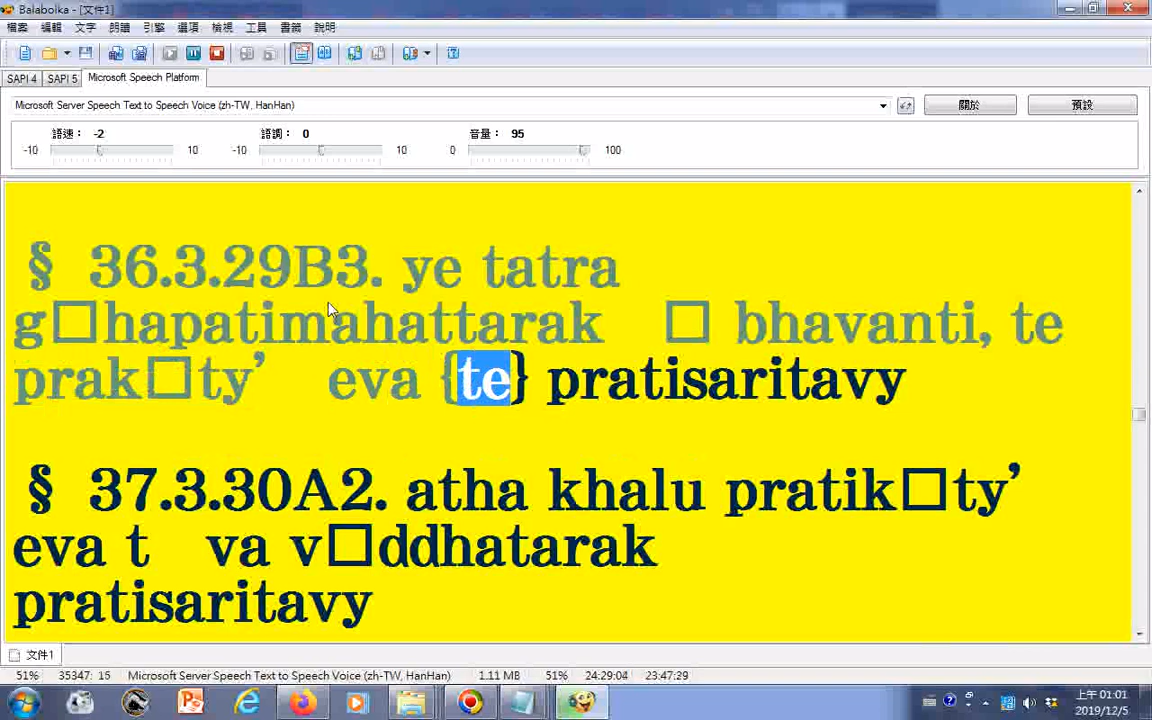 Balabolka - [文件1]
檔案 編輯 文字 朗讀 引擎 選項 檢視 工具 書籤 說明
SAPI 4 SAPI 5 Microsoft Speech Platform
Microsoft Server Speech Text to Speech Voice (zh-TW, HanHan) 關於 預設
語速： -2 語調： 0 音量： 95
-10 10 -10 10 0 100
§ 36.3.29B3. ye tatra
g□hapatimahattarak □ bhavanti, te
prak□ty’ eva {te} pratisaritavy
§ 37.3.30A2. atha khalu pratik□ty’
eva t va v□ddhatarak
pratisaritavy
文件1
51% 35347: 15 Microsoft Server Speech Text to Speech Voice (zh-TW, HanHan) 1.11 MB 51% 24:29:04 23:47:29
上午 01:01
2019/12/5